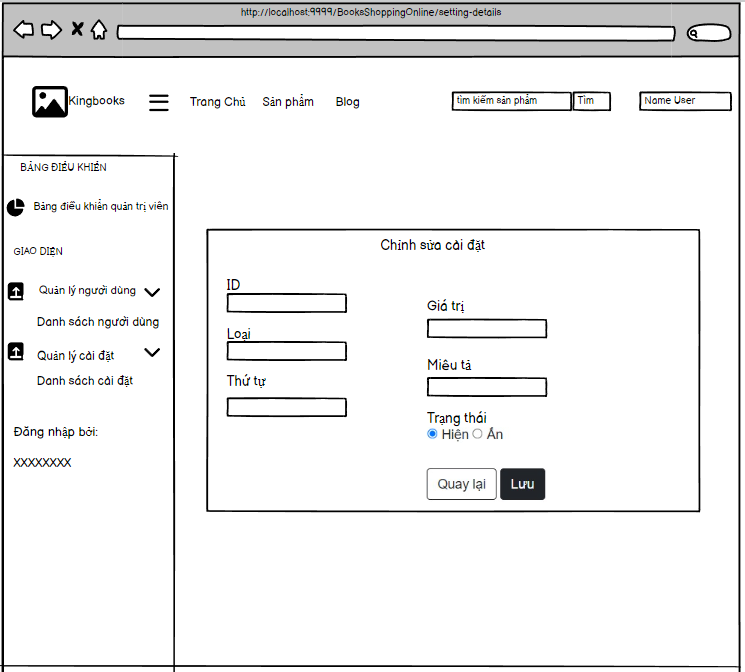 http://localhost:9999/BooksShoppingOnline/setting-details
Kingbooks
Trang Chủ
Sản phẩm
Blog
tìm kiếm sản phẩm
Tìm
Name User
BẢNG ĐIỀU KHIỂN
Bảng điều khiển quản trị viên
GIAO DIỆN
Quản lý người dùng
Danh sách người dùng
Quản lý cài đặt
Danh sách cài đặt
Đăng nhập bởi:
XXXXXXXX
Chỉnh sửa cài đặt
ID
Loại
Thứ tự
Giá trị
Miêu tả
Trạng thái
Hiện Ẩn
Quay lại Lưu